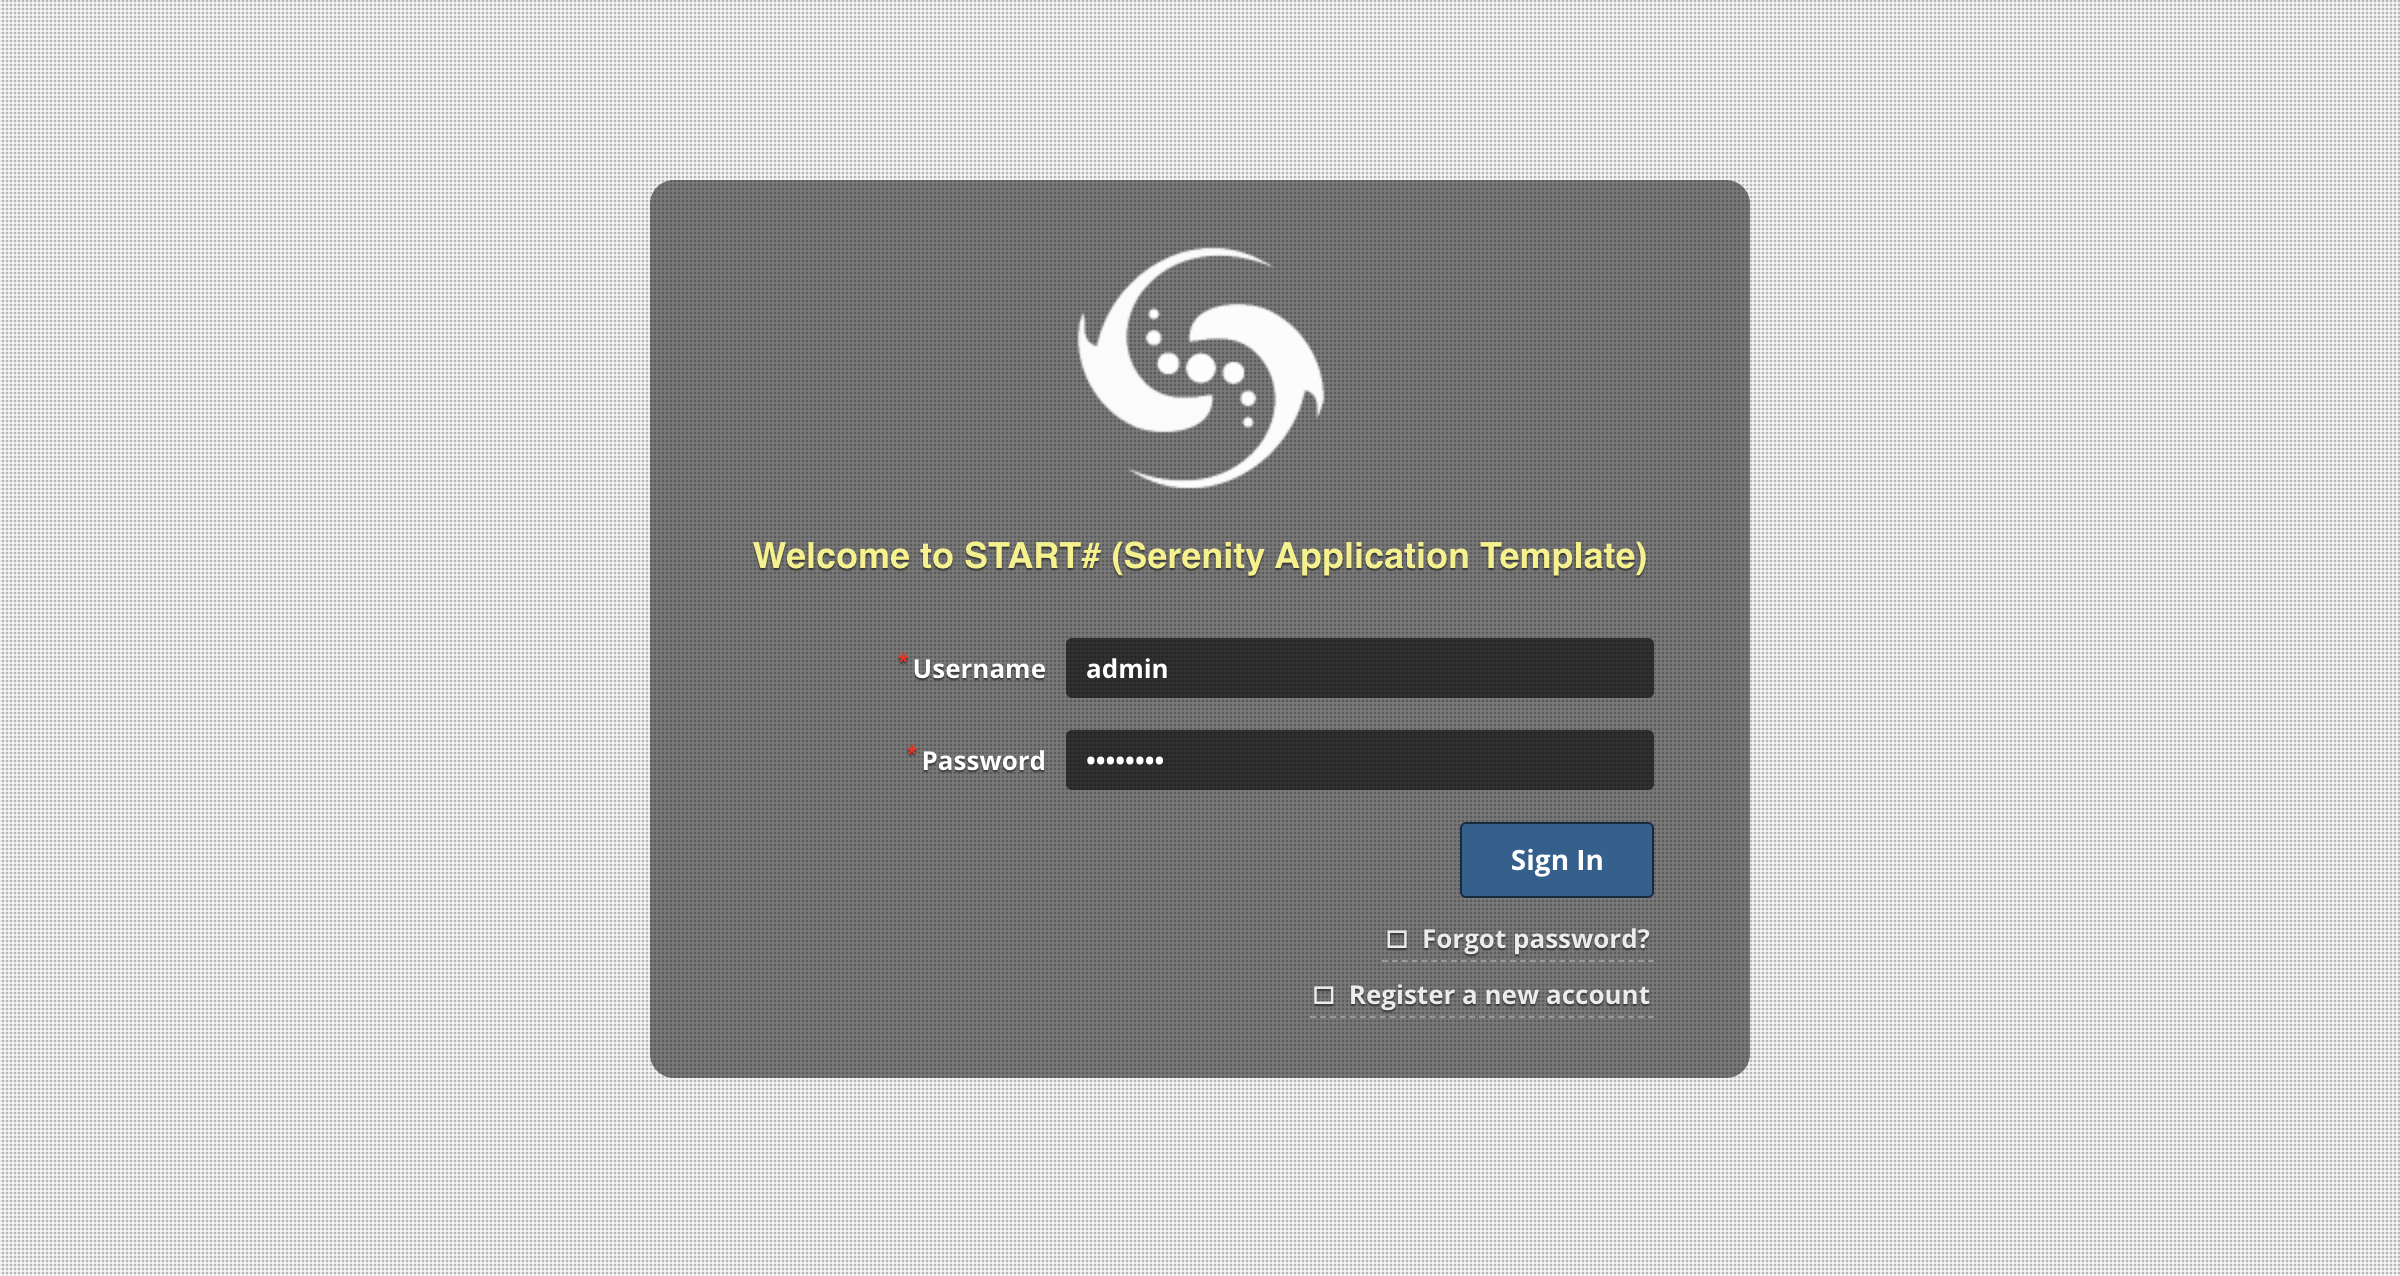 Welcome to START# (Serenity Application Template)
* Username admin
* Password ••••••••
Sign In
Forgot password?
Register a new account